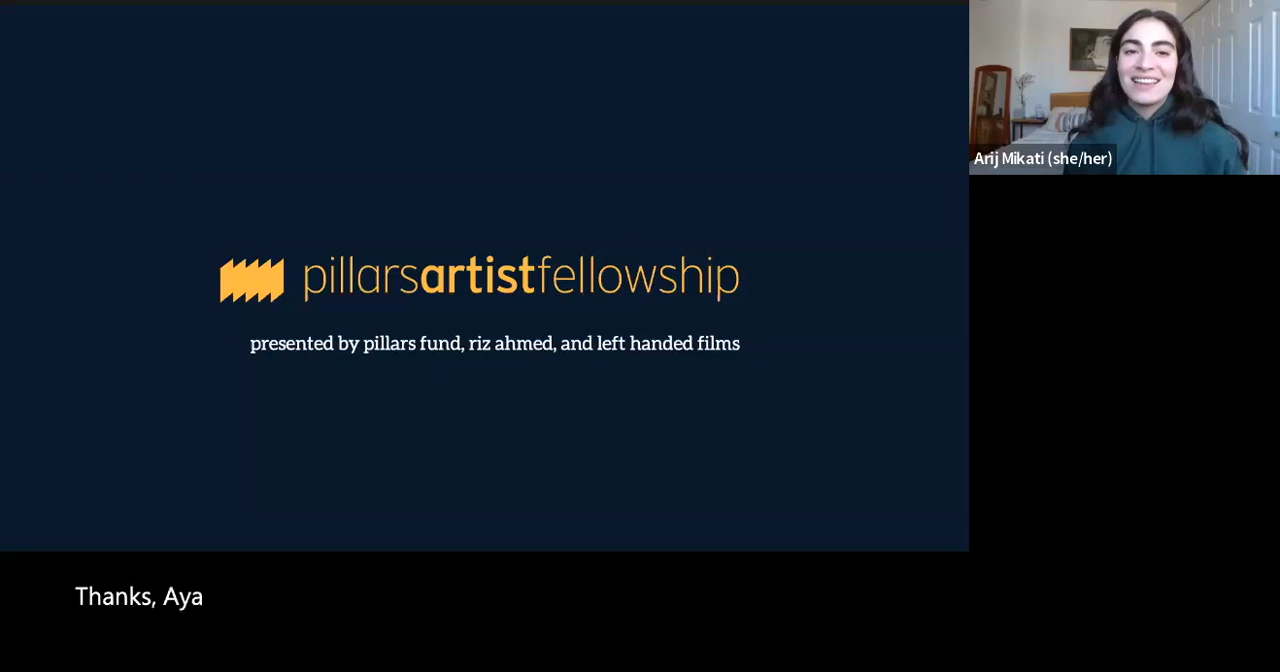 pillarsartistfellowship
presented by pillars fund, riz ahmed, and left handed films
Arij Mikati (she/her)
Thanks, Aya